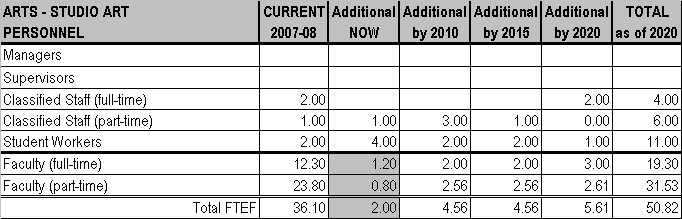 ARTS - STUDIO ART CURRENT Additional Additional Additional Additional TOTAL
PERSONNEL 2007-08 NOW by 2010 by 2015 by 2020 as of 2020
Managers
Supervisors
Classified Staff (full-time) 2.00 2.00 4.00
Classified Staff (part-time) 1.00 1.00 3.00 1.00 0.00 6.00
Student Workers 2.00 4.00 2.00 2.00 1.00 11.00
Faculty (full-time) 12.30 1.20 2.00 2.00 3.00 19.30
Faculty (part-time) 23.80 0.80 2.56 2.56 2.61 31.53
Total FTEF 36.10 2.00 4.56 4.56 5.61 50.82